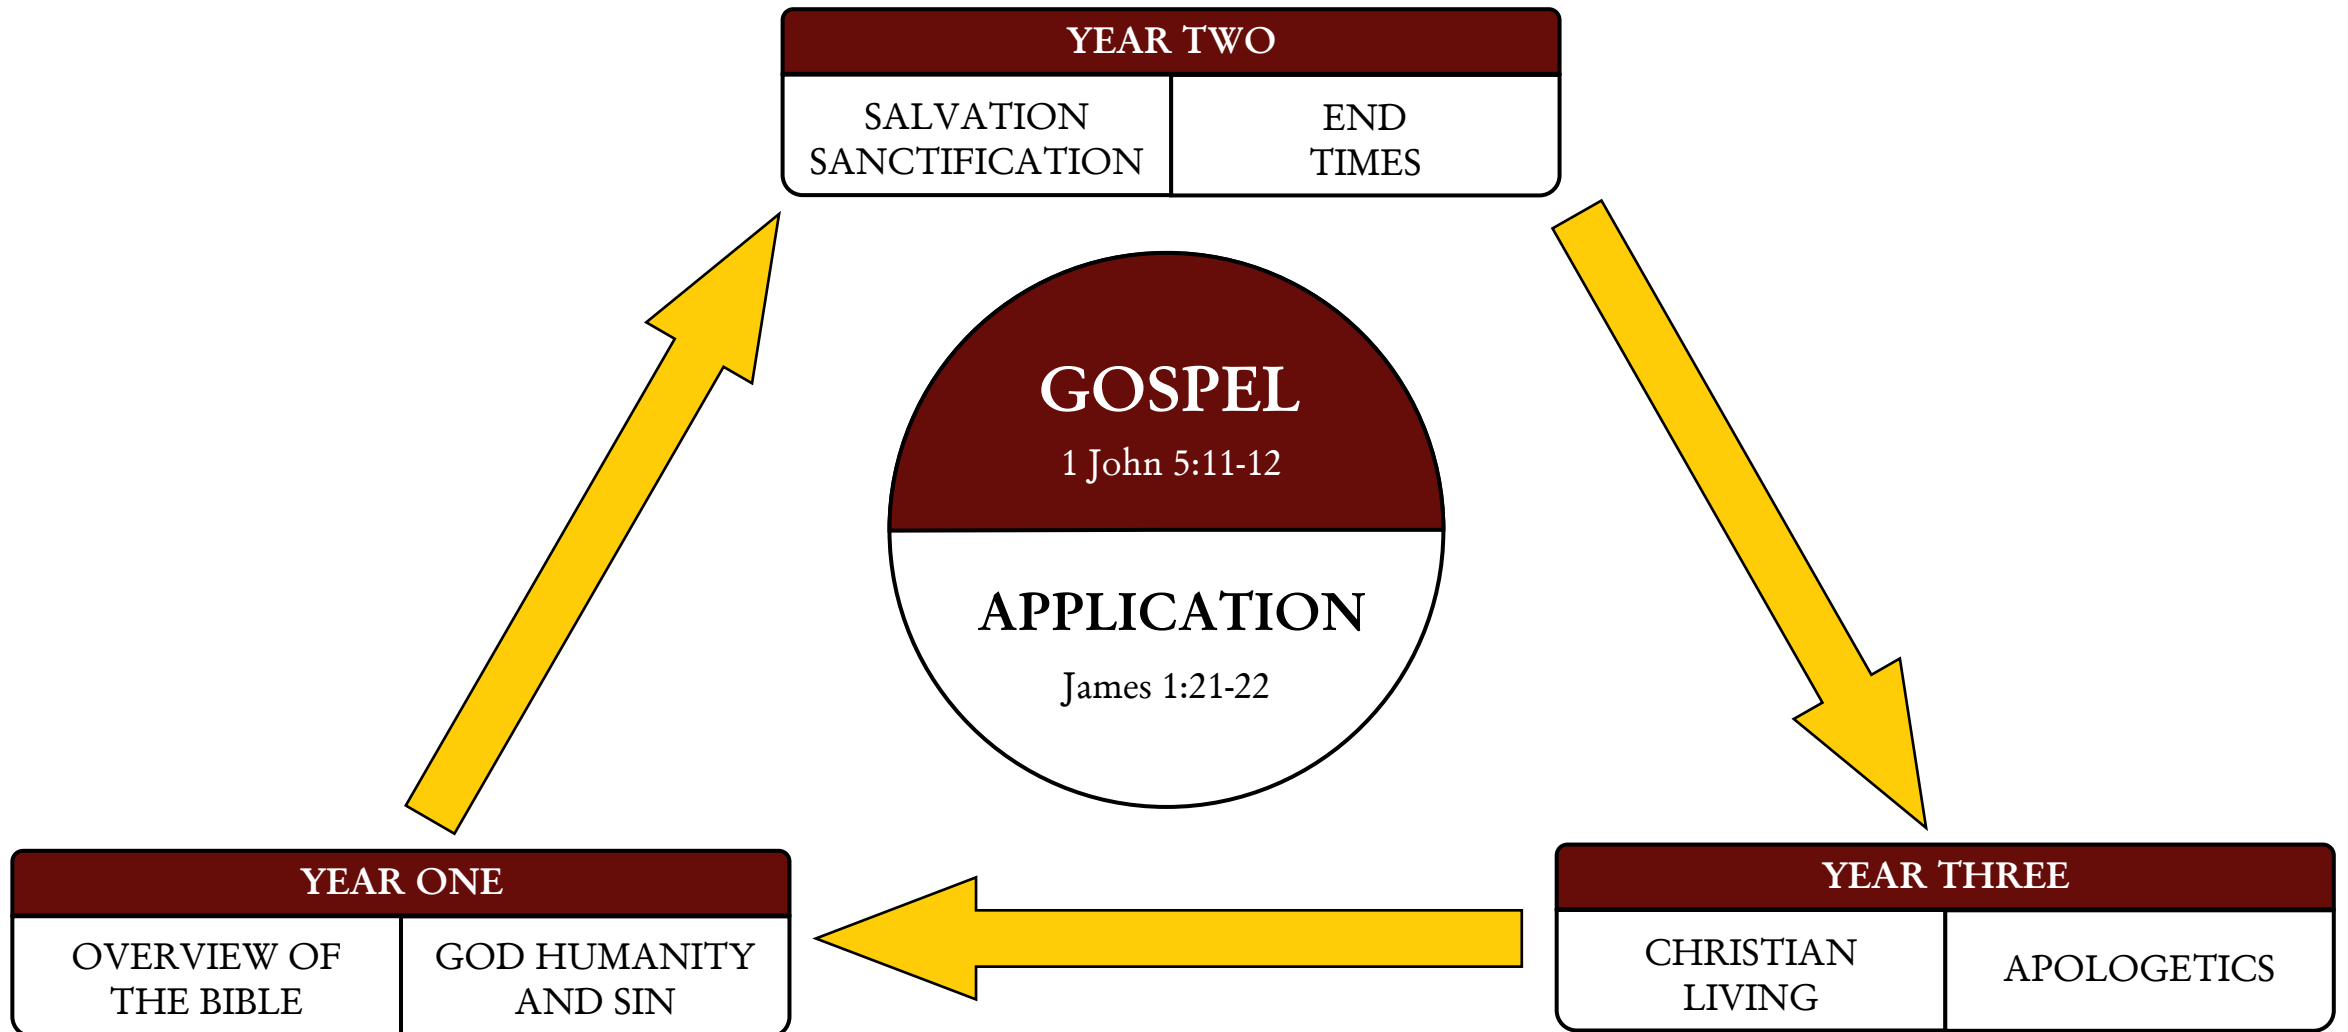 YEAR TWO
SALVATION
SANCTIFICATION
END
TIMES
GOSPEL
1 John 5:11-12
APPLICATION
James 1:21-22
YEAR ONE
OVERVIEW OF
THE BIBLE
GOD HUMANITY
AND SIN
YEAR THREE
CHRISTIAN
LIVING
APOLOGETICS